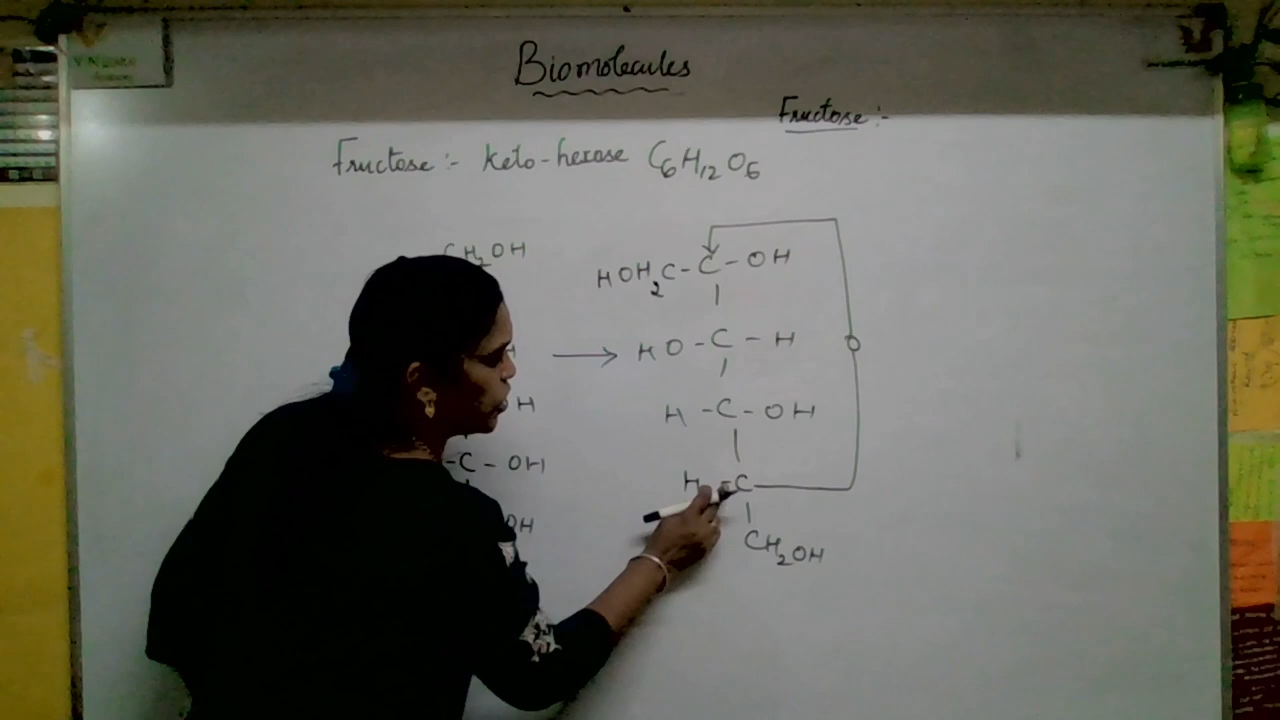 Biomolecules
Fructose :-
Fructose :- Keto-hexose C6H12O6
CH2OH
HOH2C - C - OH
HO - C - H
H - C - OH
H - C
CH2OH
O
H
H
- C - OH
OH